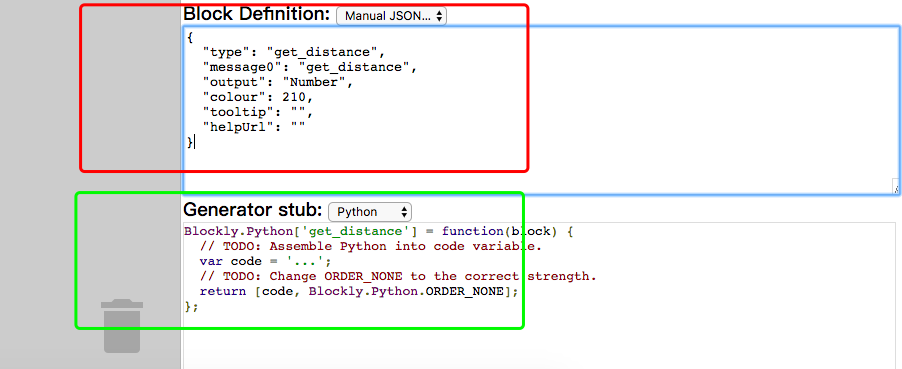 Block Definition: Manual JSON...
{
  "type": "get_distance",
  "message0": "get_distance",
  "output": "Number",
  "colour": 210,
  "tooltip": "",
  "helpUrl": ""
}
Generator stub: Python
Blockly.Python['get_distance'] = function(block) {
  // TODO: Assemble Python into code variable.
  var code = '...';
  // TODO: Change ORDER_NONE to the correct strength.
  return [code, Blockly.Python.ORDER_NONE];
};